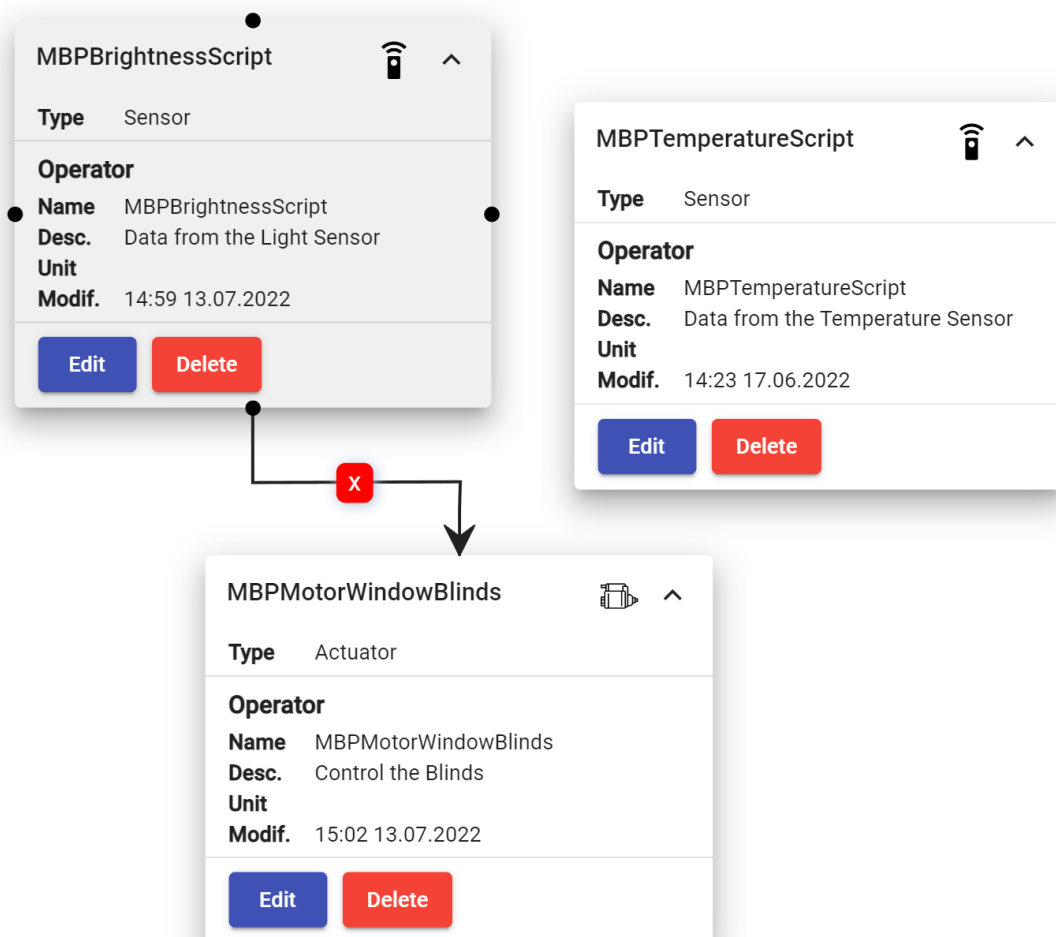 MBPBrightnessScript
Type Sensor
Operator
Name MBPBrightnessScript
Desc. Data from the Light Sensor
Unit
Modif. 14:59 13.07.2022
Edit Delete
MBPTemperatureScript
Type Sensor
Operator
Name MBPTemperatureScript
Desc. Data from the Temperature Sensor
Unit
Modif. 14:23 17.06.2022
Edit Delete
X
MBPMotorWindowBlinds
Type Actuator
Operator
Name MBPMotorWindowBlinds
Desc. Control the Blinds
Unit
Modif. 15:02 13.07.2022
Edit Delete